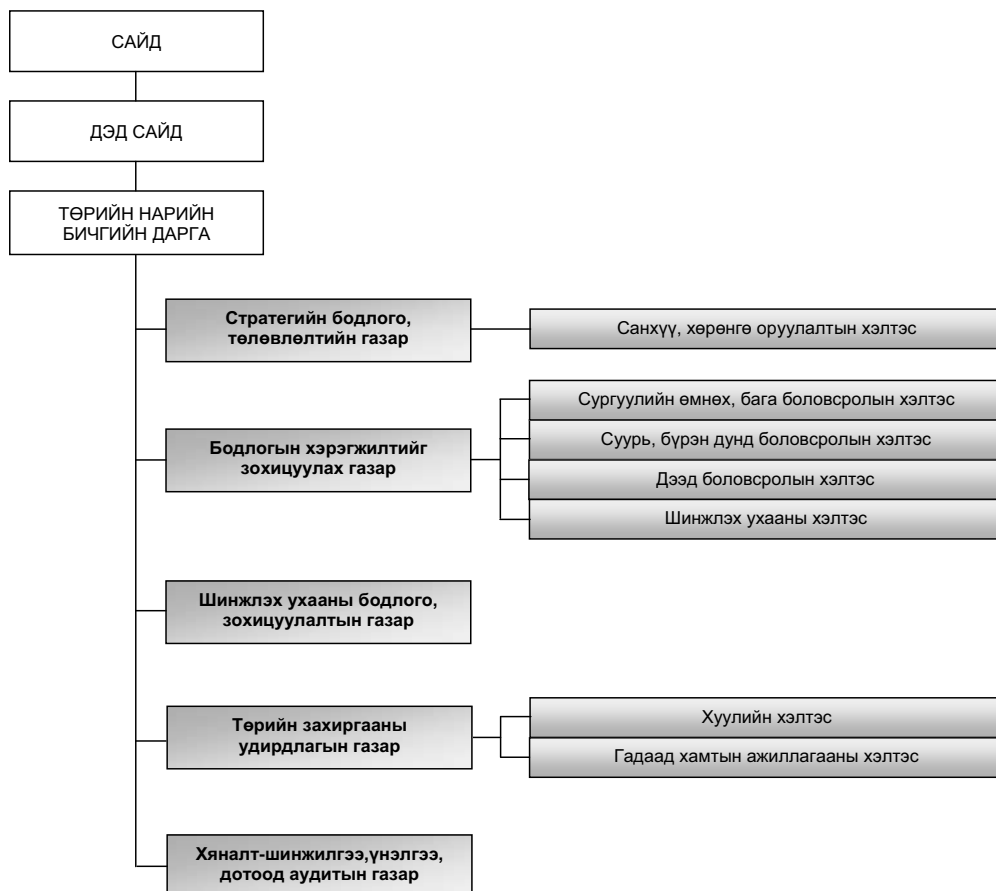 САЙД
ДЭД САЙД
ТӨРИЙН НАРИЙН
БИЧГИЙН ДАРГА
Стратегийн бодлого,
төлөвлөлтийн газар
Санхүү, хөрөнгө оруулалтын хэлтэс
Бодлогын хэрэгжилтийг
зохицуулах газар
Сургуулийн өмнөх, бага боловсролын хэлтэс
Суурь, бүрэн дунд боловсролын хэлтэс
Дээд боловсролын хэлтэс
Шинжлэх ухааны хэлтэс
Шинжлэх ухааны бодлого,
зохицуулалтын газар
Төрийн захиргааны
удирдлагын газар
Хуулийн хэлтэс
Гадаад хамтын ажиллагааны хэлтэс
Хяналт-шинжилгээ,үнэлгээ,
дотоод аудитын газар